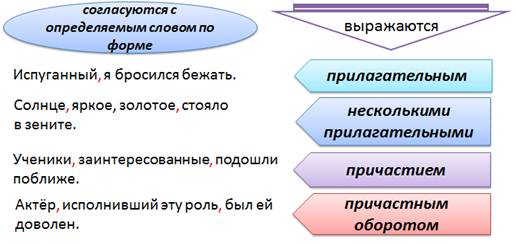 согласуются с
определяемым словом по
форме
выражаются
Испуганный, я бросился бежать.
прилагательным
Солнце, яркое, золотое, стояло
в зените.
несколькими
прилагательными
Ученики, заинтересованные, подошли
поближе.
причастием
Актёр, исполнивший эту роль, был ей
доволен.
причастным
оборотом